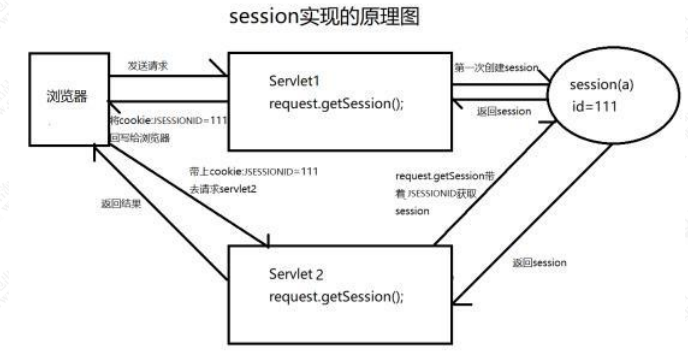 session实现的原理图
发送请求
浏览器
Servlet1
request.getSession();
第一次创建session
返回session
session(a)
id=111
将cookie:JSESSIONID=111
回写给浏览器
带上cookie:JSESSIONID=111
去请求servlet2
返回结果
request.getSession带
着JSESSIONID获取
session
返回session
Servlet 2
request.getSession();